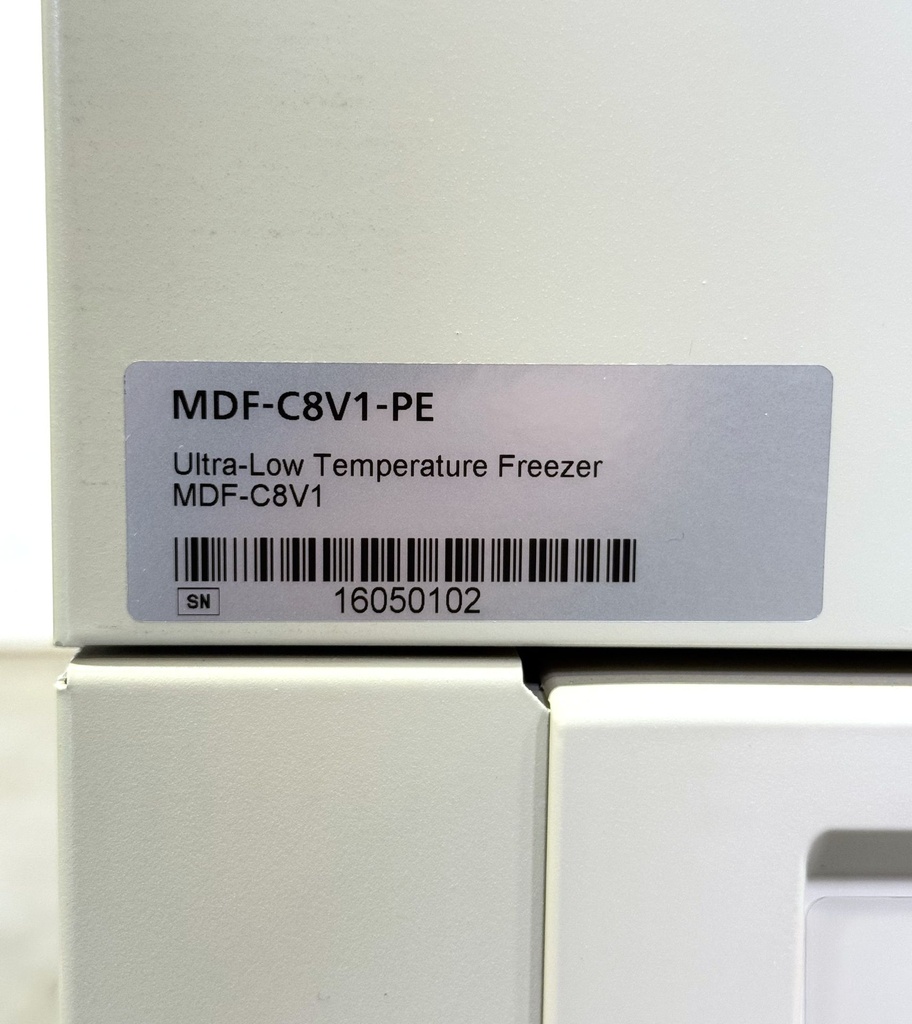 MDF-C8V1-PE
Ultra-Low Temperature Freezer
MDF-C8V1
SN 16050102